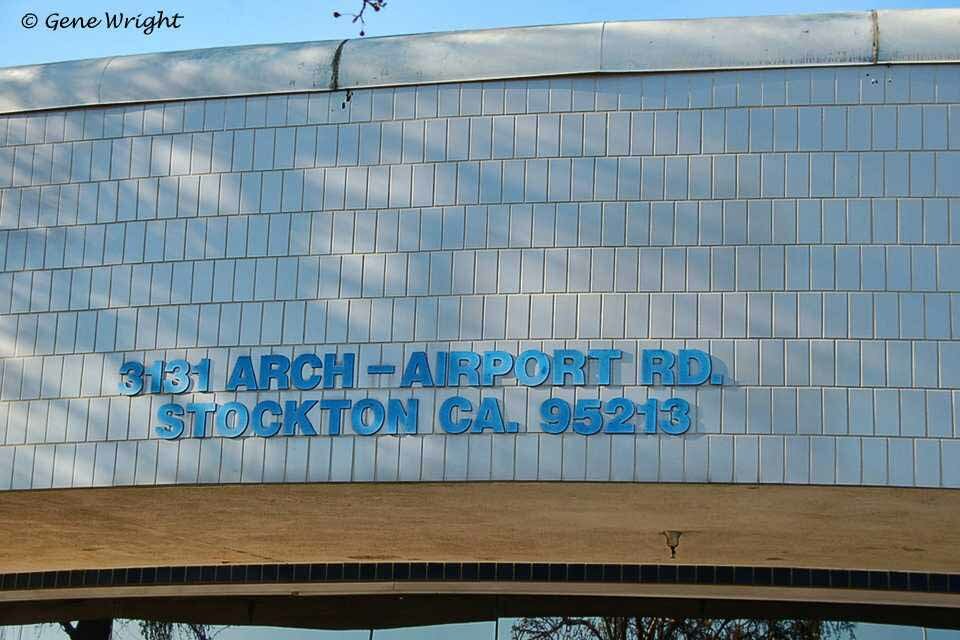 © Gene Wright
3131 ARCH - AIRPORT RD.
STOCKTON CA. 95213